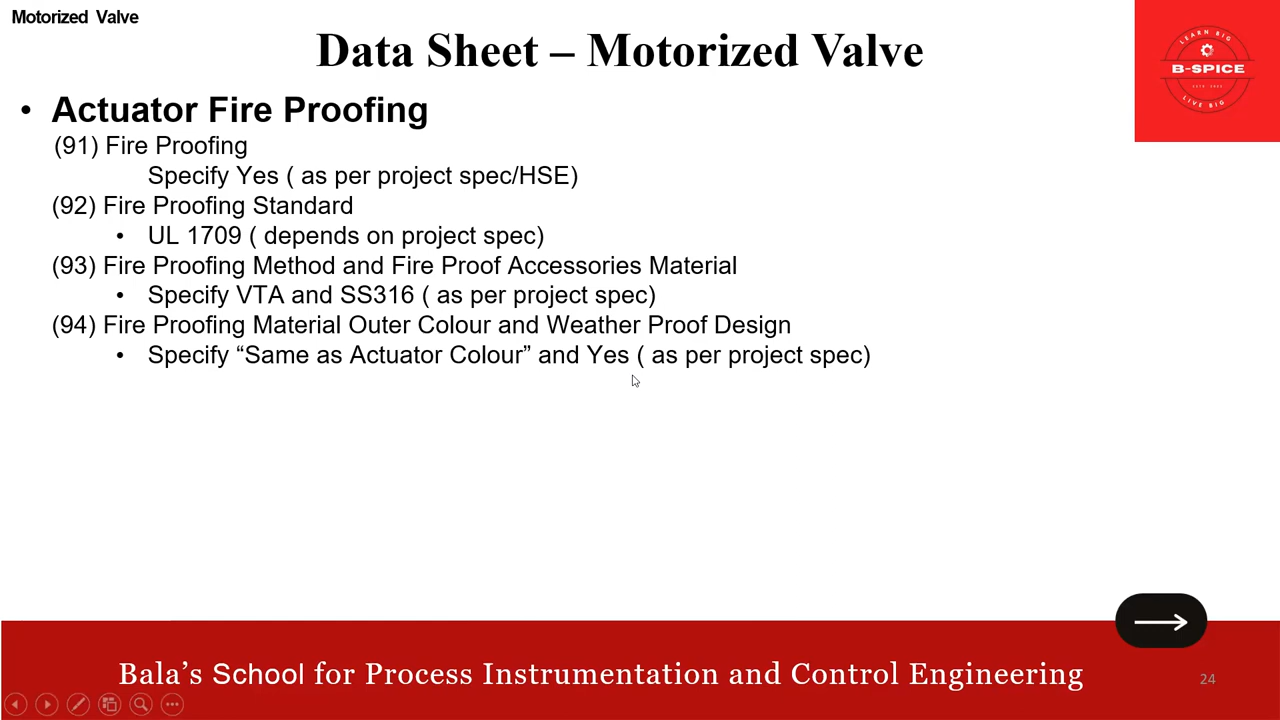 Motorized Valve
Data Sheet – Motorized Valve
LEARN BIG
B-SPICE
LIVE BIG
• Actuator Fire Proofing
(91) Fire Proofing
Specify Yes ( as per project spec/HSE)
(92) Fire Proofing Standard
• UL 1709 ( depends on project spec)
(93) Fire Proofing Method and Fire Proof Accessories Material
• Specify VTA and SS316 ( as per project spec)
(94) Fire Proofing Material Outer Colour and Weather Proof Design
• Specify “Same as Actuator Colour” and Yes ( as per project spec)
Bala’s School for Process Instrumentation and Control Engineering
24